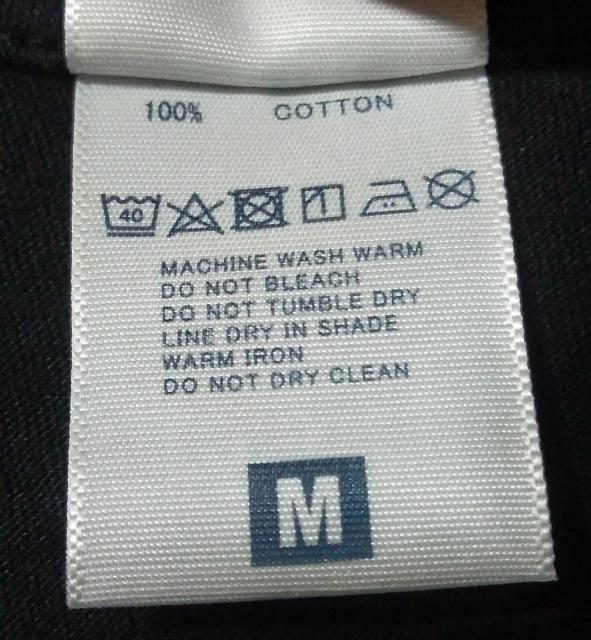 100% COTTON
40
MACHINE WASH WARM
DO NOT BLEACH
DO NOT TUMBLE DRY
LINE DRY IN SHADE
WARM IRON
DO NOT DRY CLEAN
M